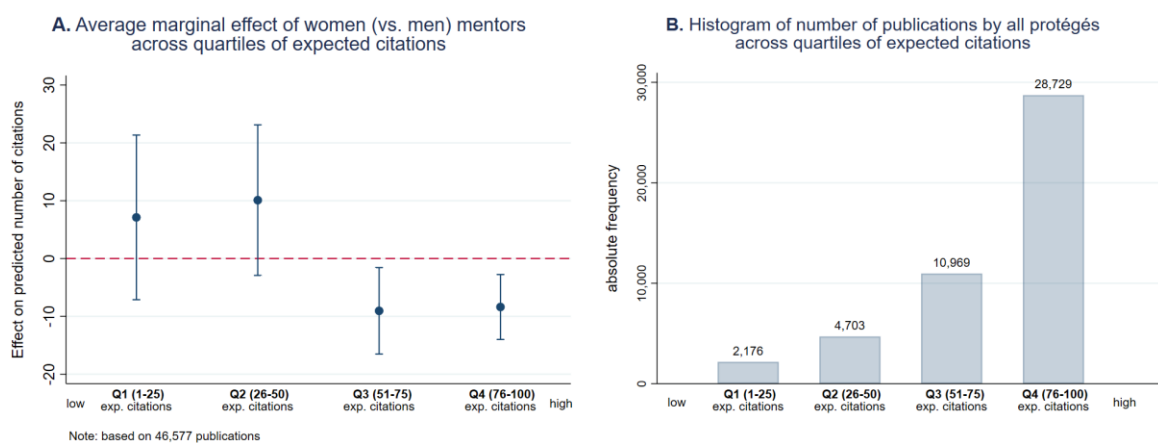 A. Average marginal effect of women (vs. men) mentors
across quartiles of expected citations
Effect on predicted number of citations
30
20
10
0
-10
-20
low
Q1 (1-25)
exp. citations
Q2 (26-50)
exp. citations
Q3 (51-75)
exp. citations
Q4 (76-100)
exp. citations
high
Note: based on 46,577 publications
B. Histogram of number of publications by all protégés
across quartiles of expected citations
absolute frequency
30,000
20,000
10,000
0
2,176
4,703
10,969
28,729
low
Q1 (1-25)
exp. citations
Q2 (26-50)
exp. citations
Q3 (51-75)
exp. citations
Q4 (76-100)
exp. citations
high